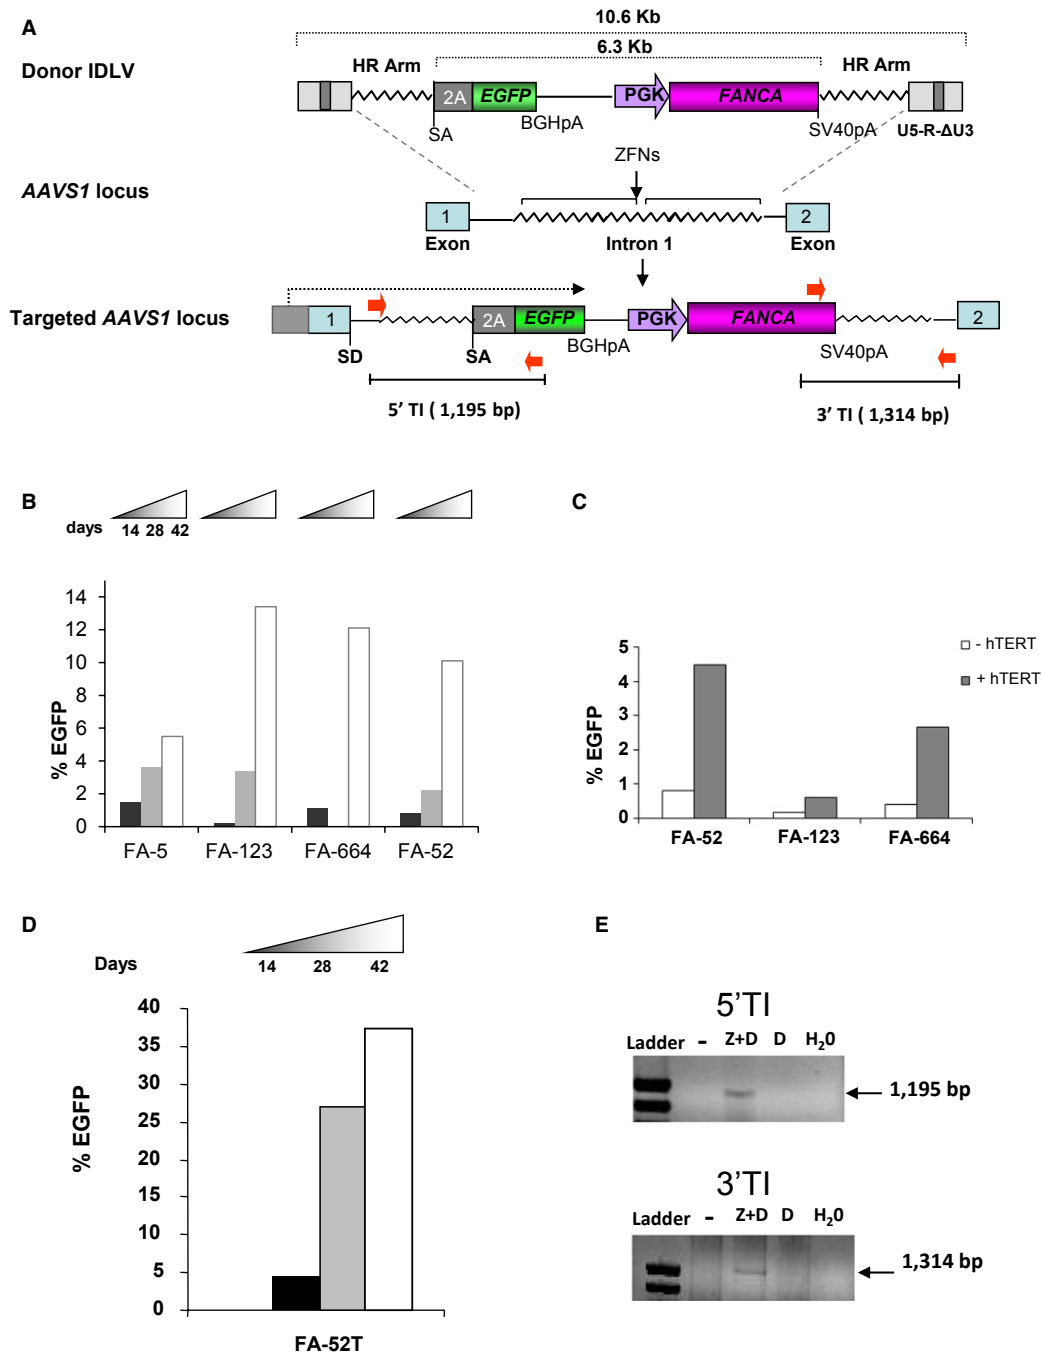 A
10.6 Kb
Donor IDLV
6.3 Kb
HR Arm
HR Arm
2A
EGFP
PGK
FANCA
SA
BGHpA
SV40pA
U5-R-ΔU3
ZFNs
AAVS1 locus
1
2
Exon
Intron 1
Exon
Targeted AAVS1 locus
1
2A
EGFP
PGK
FANCA
2
SD
SA
BGHpA
SV40pA
5' TI ( 1,195 bp)
3' TI (1,314 bp)
B
days
14 28 42
% EGFP
14
12
10
8
6
4
2
0
FA-5
FA-123
FA-664
FA-52
C
% EGFP
5
4
3
2
1
0
FA-52
FA-123
FA-664
- hTERT
+ hTERT
D
Days
14
28
42
% EGFP
40
35
30
25
20
15
10
5
0
FA-52T
E
5'TI
Ladder - Z+D D H20
1,195 bp
3'TI
Ladder - Z+D D H20
1,314 bp